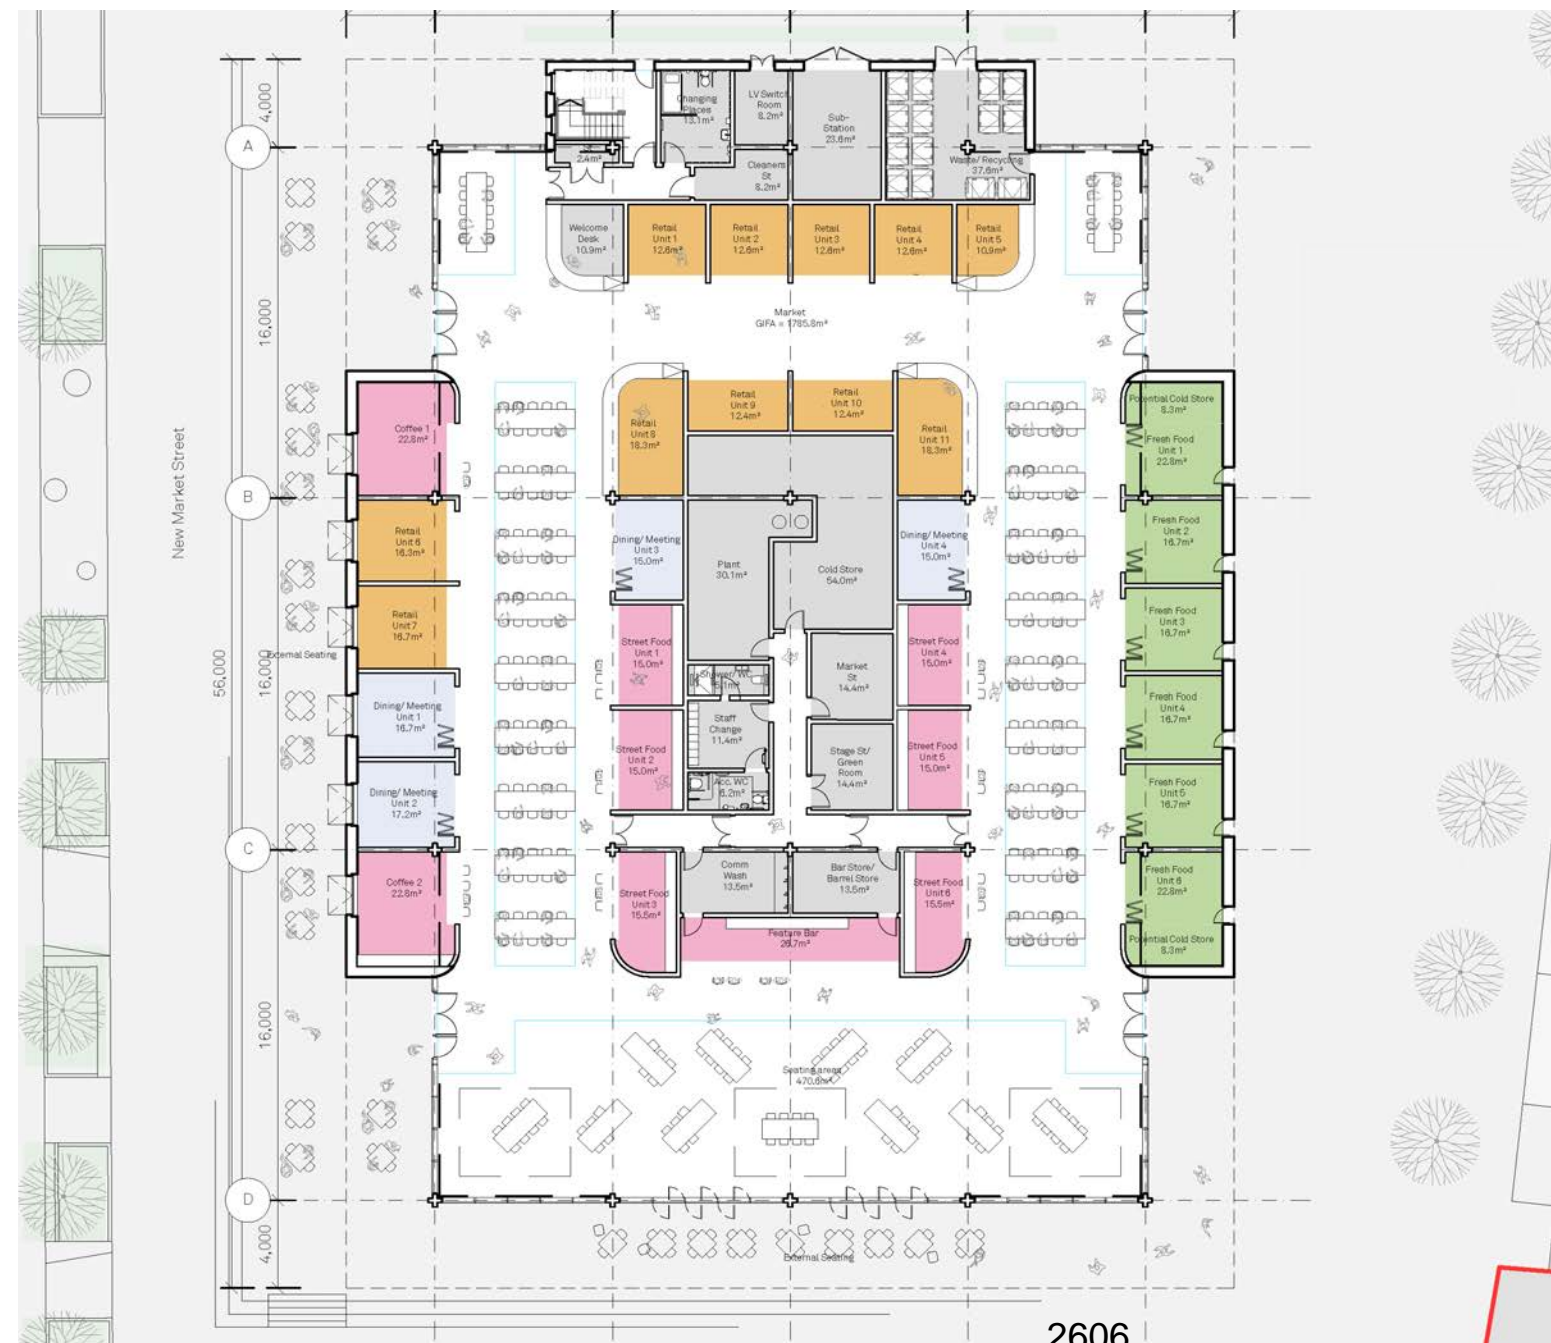 4,000
A
16,000
B
56,000
16,000
C
16,000
D
4,000
New Market Street
Changing
Places
13.1m²
LV Switch
Room
8.2m²
Sub-
Station
23.6m²
Waste/ Recycling
37.6m²
2.4m²
Cleaners
St
8.2m²
Welcome
Desk
10.9m²
Retail
Unit 1
12.6m²
Retail
Unit 2
12.6m²
Retail
Unit 3
12.6m²
Retail
Unit 4
12.6m²
Retail
Unit 5
10.9m²
Market
GIFA = 1785.8m²
Coffee 1
22.8m²
Retail
Unit 8
18.3m²
Retail
Unit 9
12.4m²
Retail
Unit 10
12.4m²
Retail
Unit 11
18.3m²
Potential Cold Store
8.3m²
Fresh Food
Unit 1
22.8m²
Retail
Unit 6
16.3m²
Dining/ Meeting
Unit 3
15.0m²
Plant
30.1m²
Cold Store
54.0m²
Dining/ Meeting
Unit 4
15.0m²
Fresh Food
Unit 2
16.7m²
Retail
Unit 7
16.7m²
External Seating
Street Food
Unit 1
15.0m²
Shower/ WC
5.1m²
Market
St
14.4m²
Street Food
Unit 4
15.0m²
Fresh Food
Unit 3
16.7m²
Dining/ Meeting
Unit 1
16.7m²
Street Food
Unit 2
15.0m²
Staff
Change
11.4m²
Stage St/
Green
Room
14.4m²
Street Food
Unit 5
15.0m²
Fresh Food
Unit 4
16.7m²
Dining/ Meeting
Unit 2
17.2m²
Acc. WC
6.2m²
Fresh Food
Unit 5
16.7m²
Coffee 2
22.8m²
Street Food
Unit 3
15.5m²
Comm
Wash
13.5m²
Bar Store/
Barrel Store
13.5m²
Street Food
Unit 6
15.5m²
Fresh Food
Unit 6
22.8m²
Feature Bar
26.7m²
Potential Cold Store
8.3m²
Seating areas
470.6m²
External Seating
2606